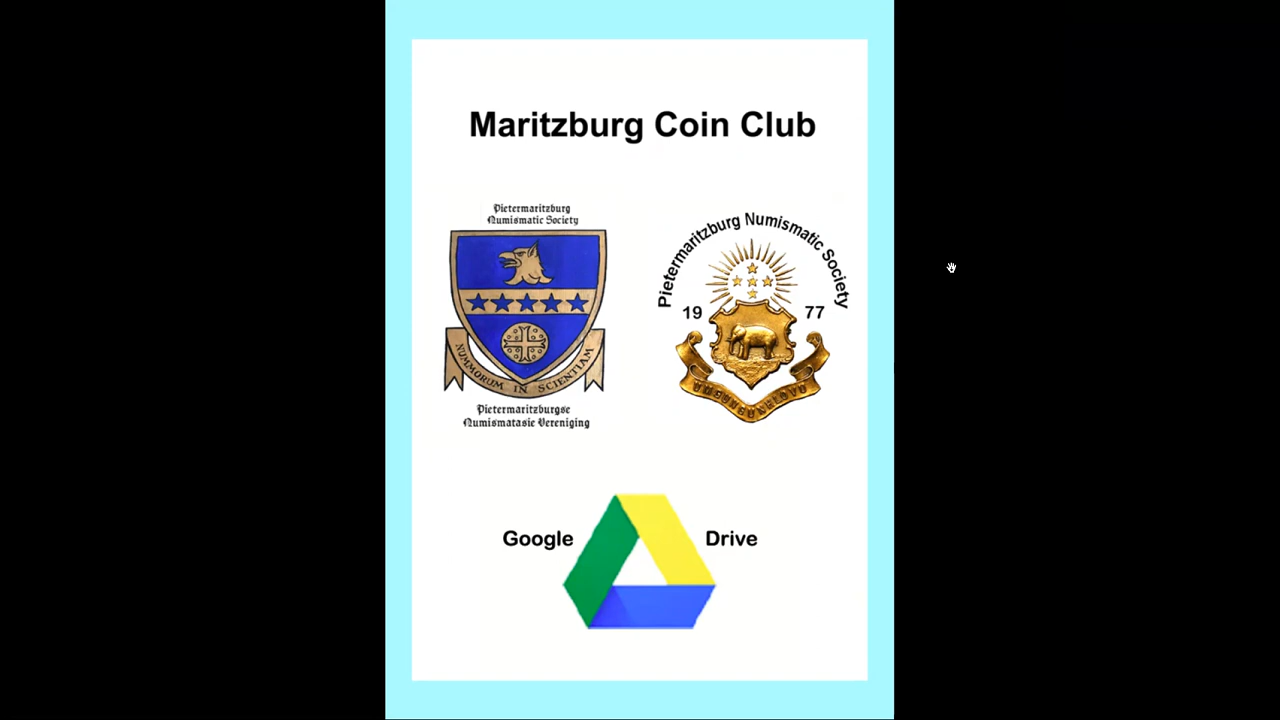 Maritzburg Coin Club
Pietermaritzburg
Numismatic Society
NUMMORUM IN SCIENTIAM
Pietermaritzburgse
Numismatasie Vereniging
Pietermaritzburg Numismatic Society
19 77
Google Drive